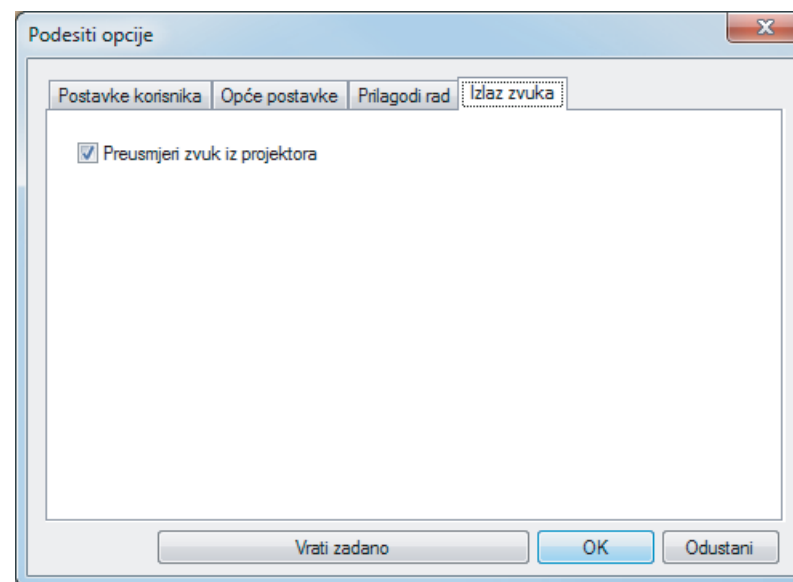 Podesiti opcije
Postavke korisnika Opće postavke Prilagodi rad Izlaz zvuka
Preusmjeri zvuk iz projektora
Vrati zadano OK Odustani